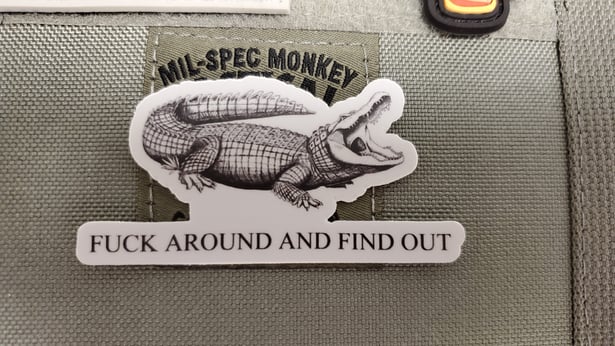 MIL-SPEC MONKEY
FUCK AROUND AND FIND OUT